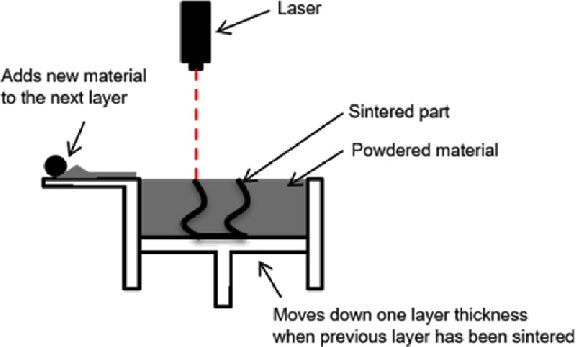 Laser
Adds new material
to the next layer
Sintered part
Powdered material
Moves down one layer thickness
when previous layer has been sintered